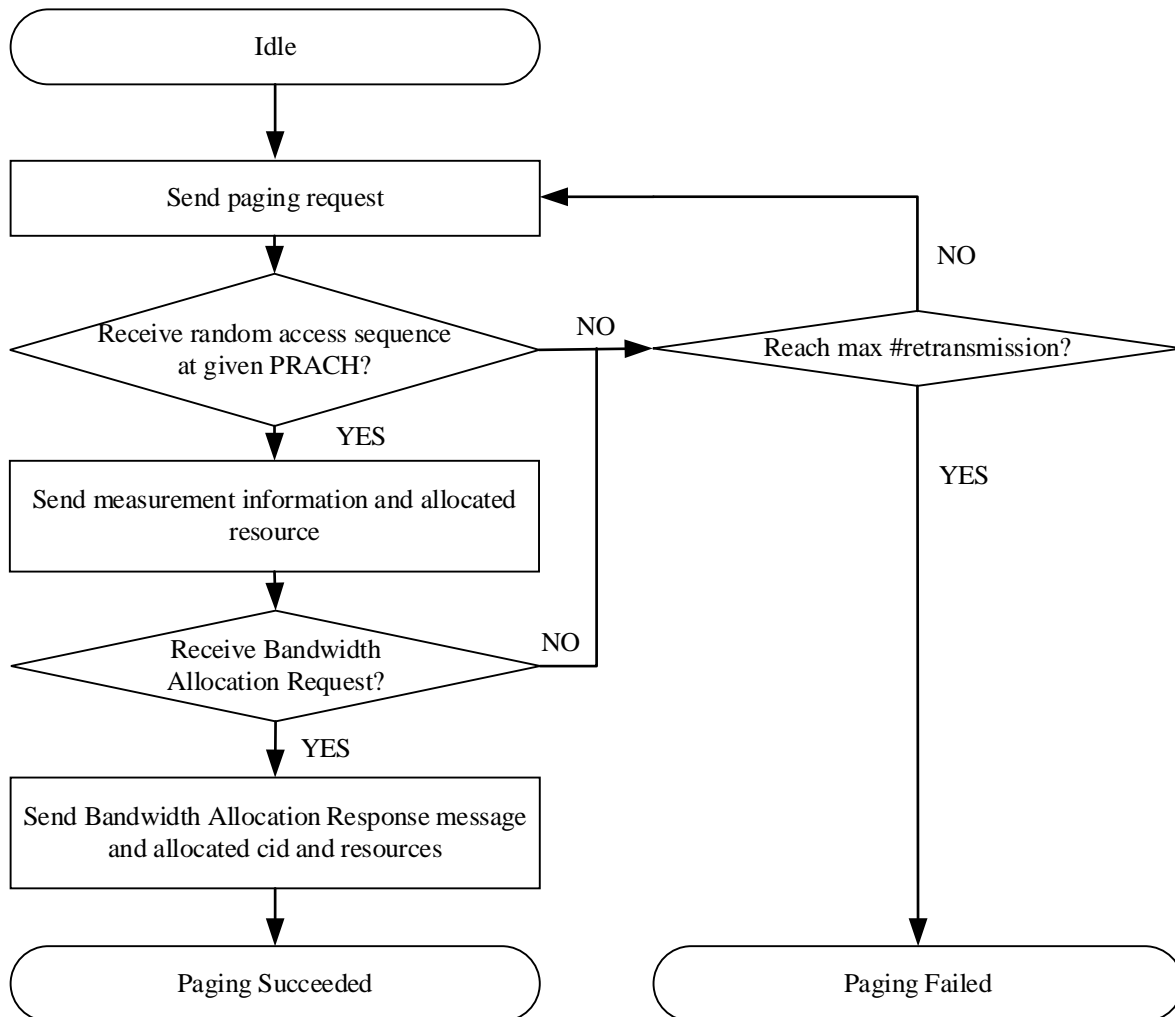 Idle
Send paging request
NO
Receive random access sequence
at given PRACH?
NO
Reach max #retransmission?
YES
YES
Send measurement information and allocated
resource
Receive Bandwidth
Allocation Request?
NO
YES
Send Bandwidth Allocation Response message
and allocated cid and resources
Paging Succeeded
Paging Failed